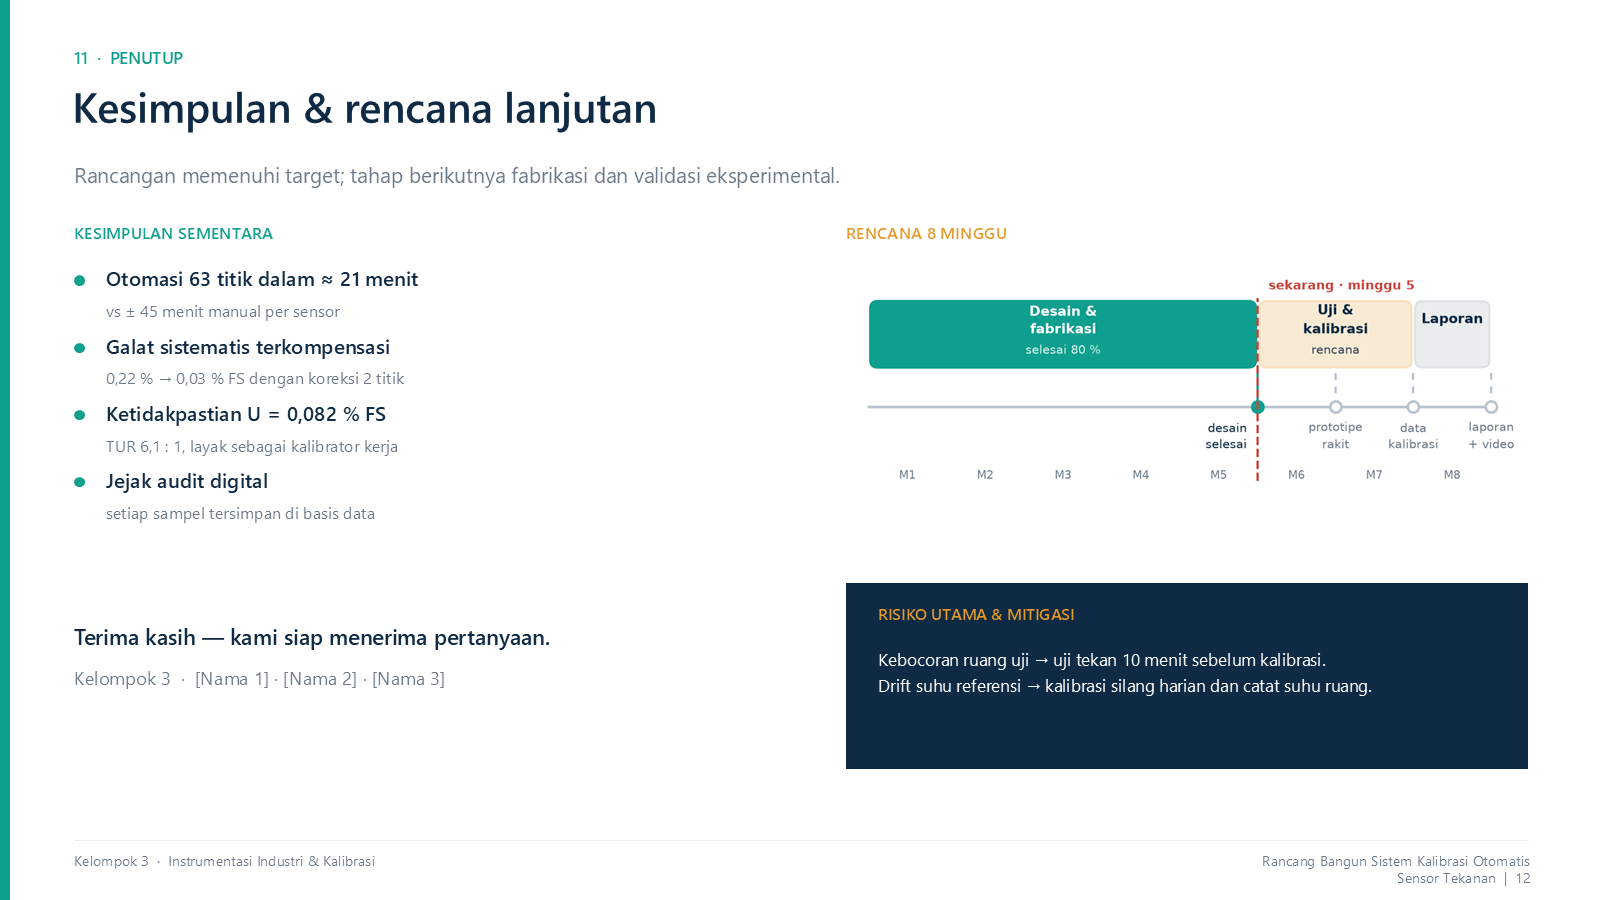 11 · PENUTUP
Kesimpulan & rencana lanjutan
Rancangan memenuhi target; tahap berikutnya fabrikasi dan validasi eksperimental.
KESIMPULAN SEMENTARA
Otomasi 63 titik dalam ≈ 21 menit
vs ± 45 menit manual per sensor
Galat sistematis terkompensasi
0,22 % → 0,03 % FS dengan koreksi 2 titik
Ketidakpastian U = 0,082 % FS
TUR 6,1 : 1, layak sebagai kalibrator kerja
Jejak audit digital
setiap sampel tersimpan di basis data
Terima kasih — kami siap menerima pertanyaan.
Kelompok 3 · [Nama 1] · [Nama 2] · [Nama 3]
RENCANA 8 MINGGU
sekarang · minggu 5
Desain &
fabrikasi
selesai 80 %
Uji &
kalibrasi
rencana
Laporan
desain
selesai
prototipe
rakit
data
kalibrasi
laporan
+ video
M1 M2 M3 M4 M5 M6 M7 M8
RISIKO UTAMA & MITIGASI
Kebocoran ruang uji → uji tekan 10 menit sebelum kalibrasi.
Drift suhu referensi → kalibrasi silang harian dan catat suhu ruang.
Kelompok 3 · Instrumentasi Industri & Kalibrasi
Rancang Bangun Sistem Kalibrasi Otomatis
Sensor Tekanan | 12